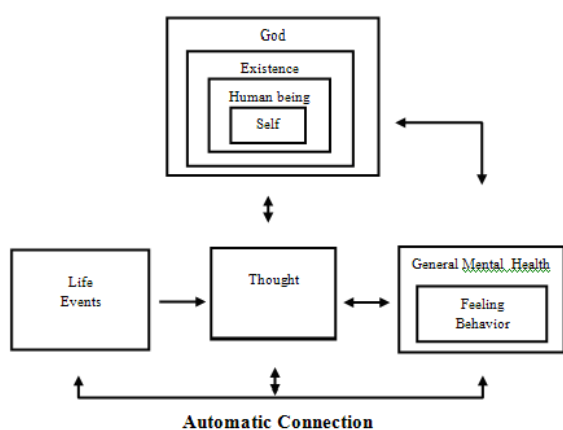 God
Existence
Human being
Self
Life
Events
Thought
General Mental Health
Feeling
Behavior
Automatic Connection